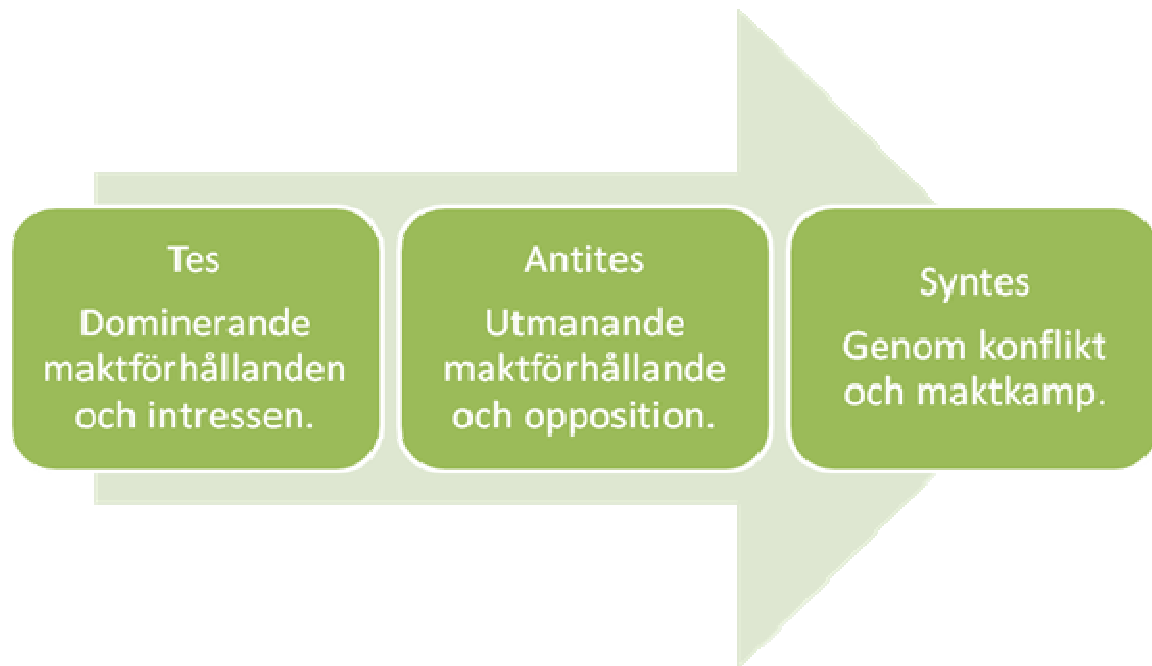 Tes
Dominerande
maktförhållanden
och intressen.
Antites
Utmanande
maktförhållande
och opposition.
Syntes
Genom konflikt
och maktkamp.